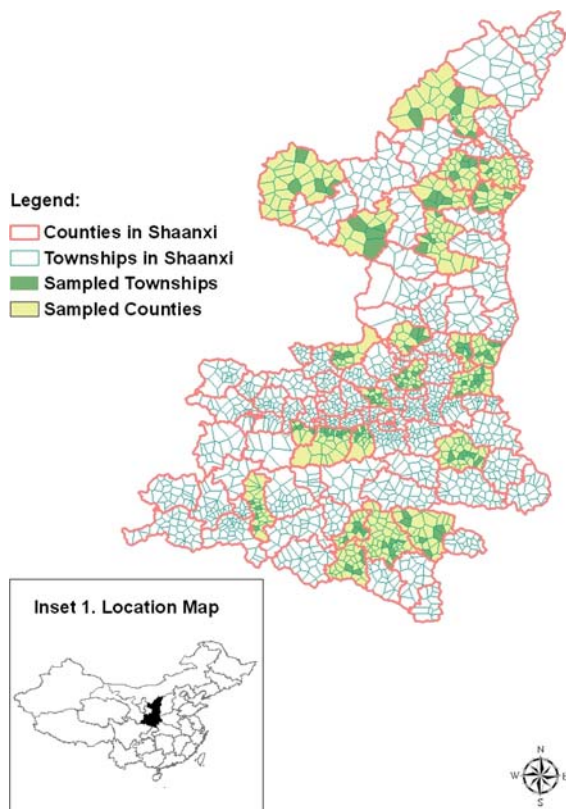 Legend:
Counties in Shaanxi
Townships in Shaanxi
Sampled Townships
Sampled Counties
Inset 1. Location Map
N
W E
S